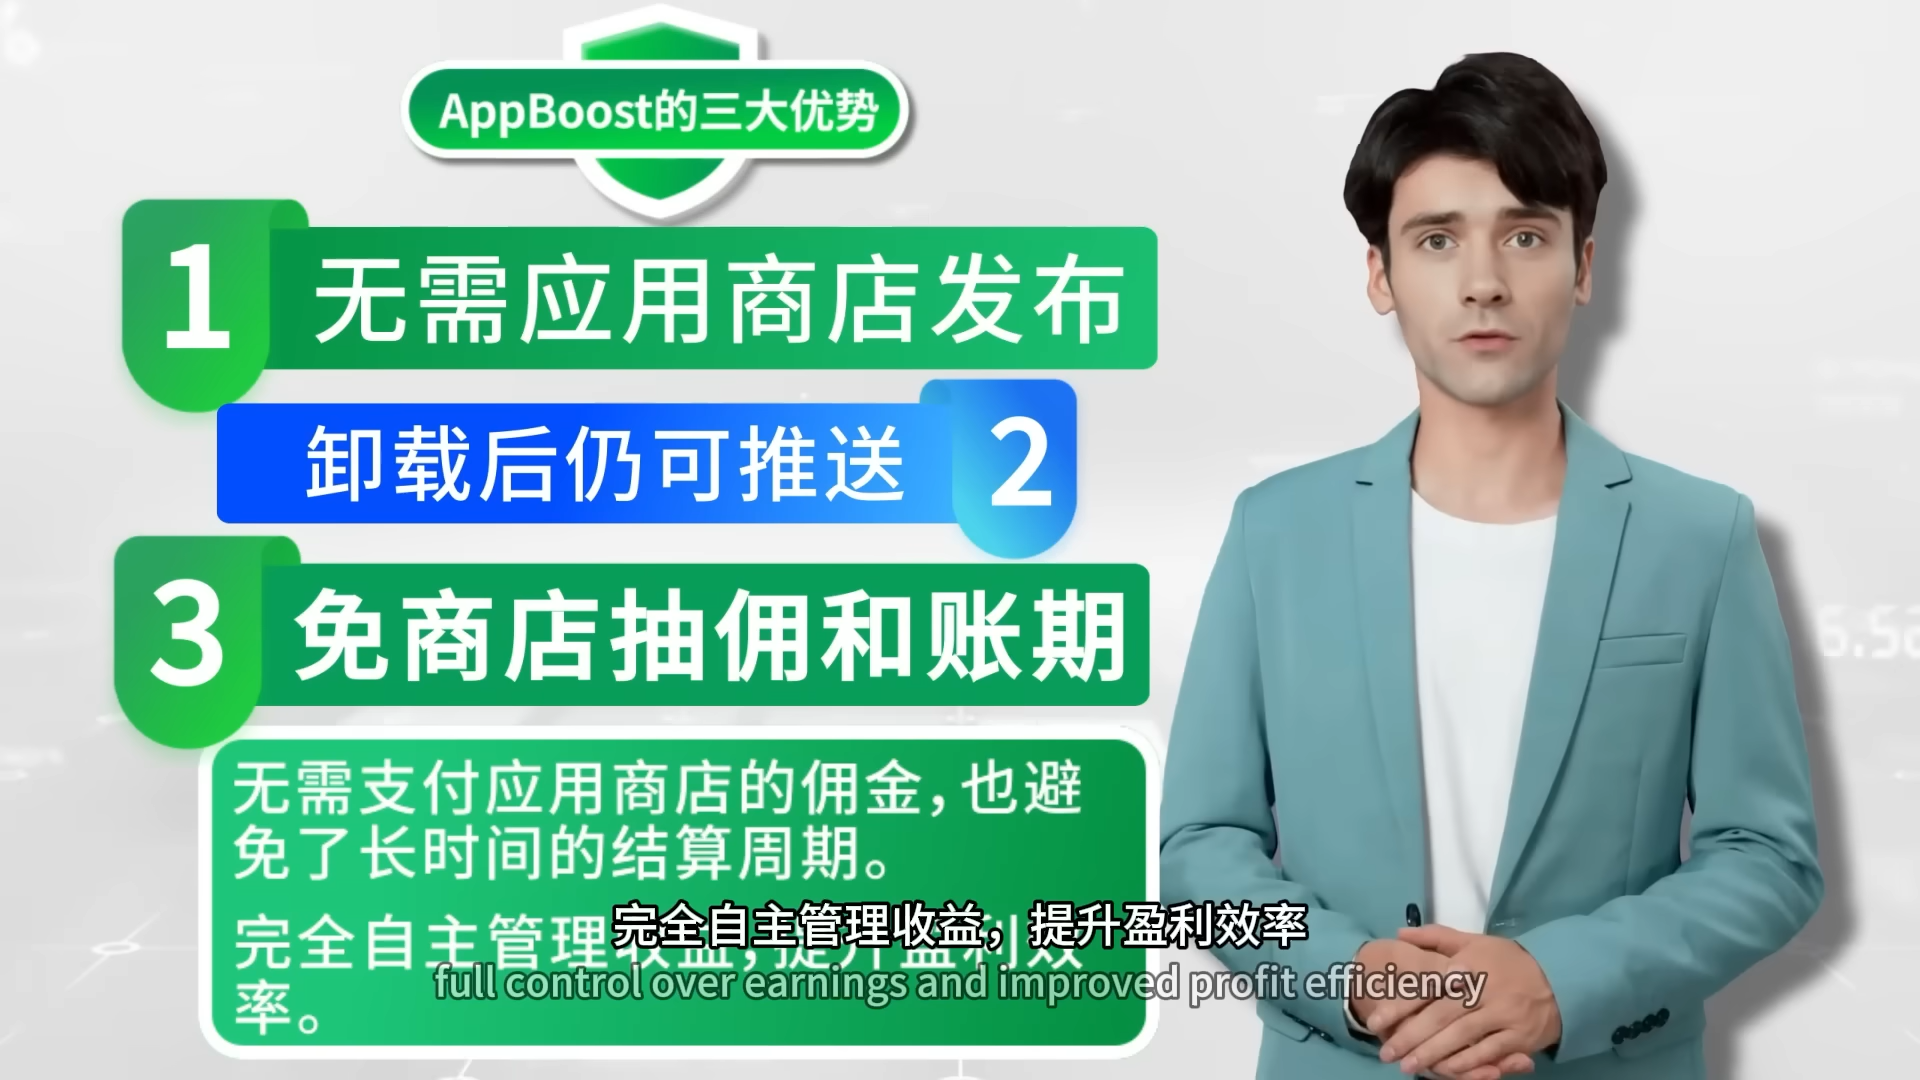 AppBoost的三大优势
1
无需应用商店发布
卸载后仍可推送
2
3
免商店抽佣和账期
无需支付应用商店的佣金，也避
免了长时间的结算周期。
完全自主管理收益，提升盈利效
率。
完全自主管理收益，提升盈利效率
full control over earnings and improved profit efficiency